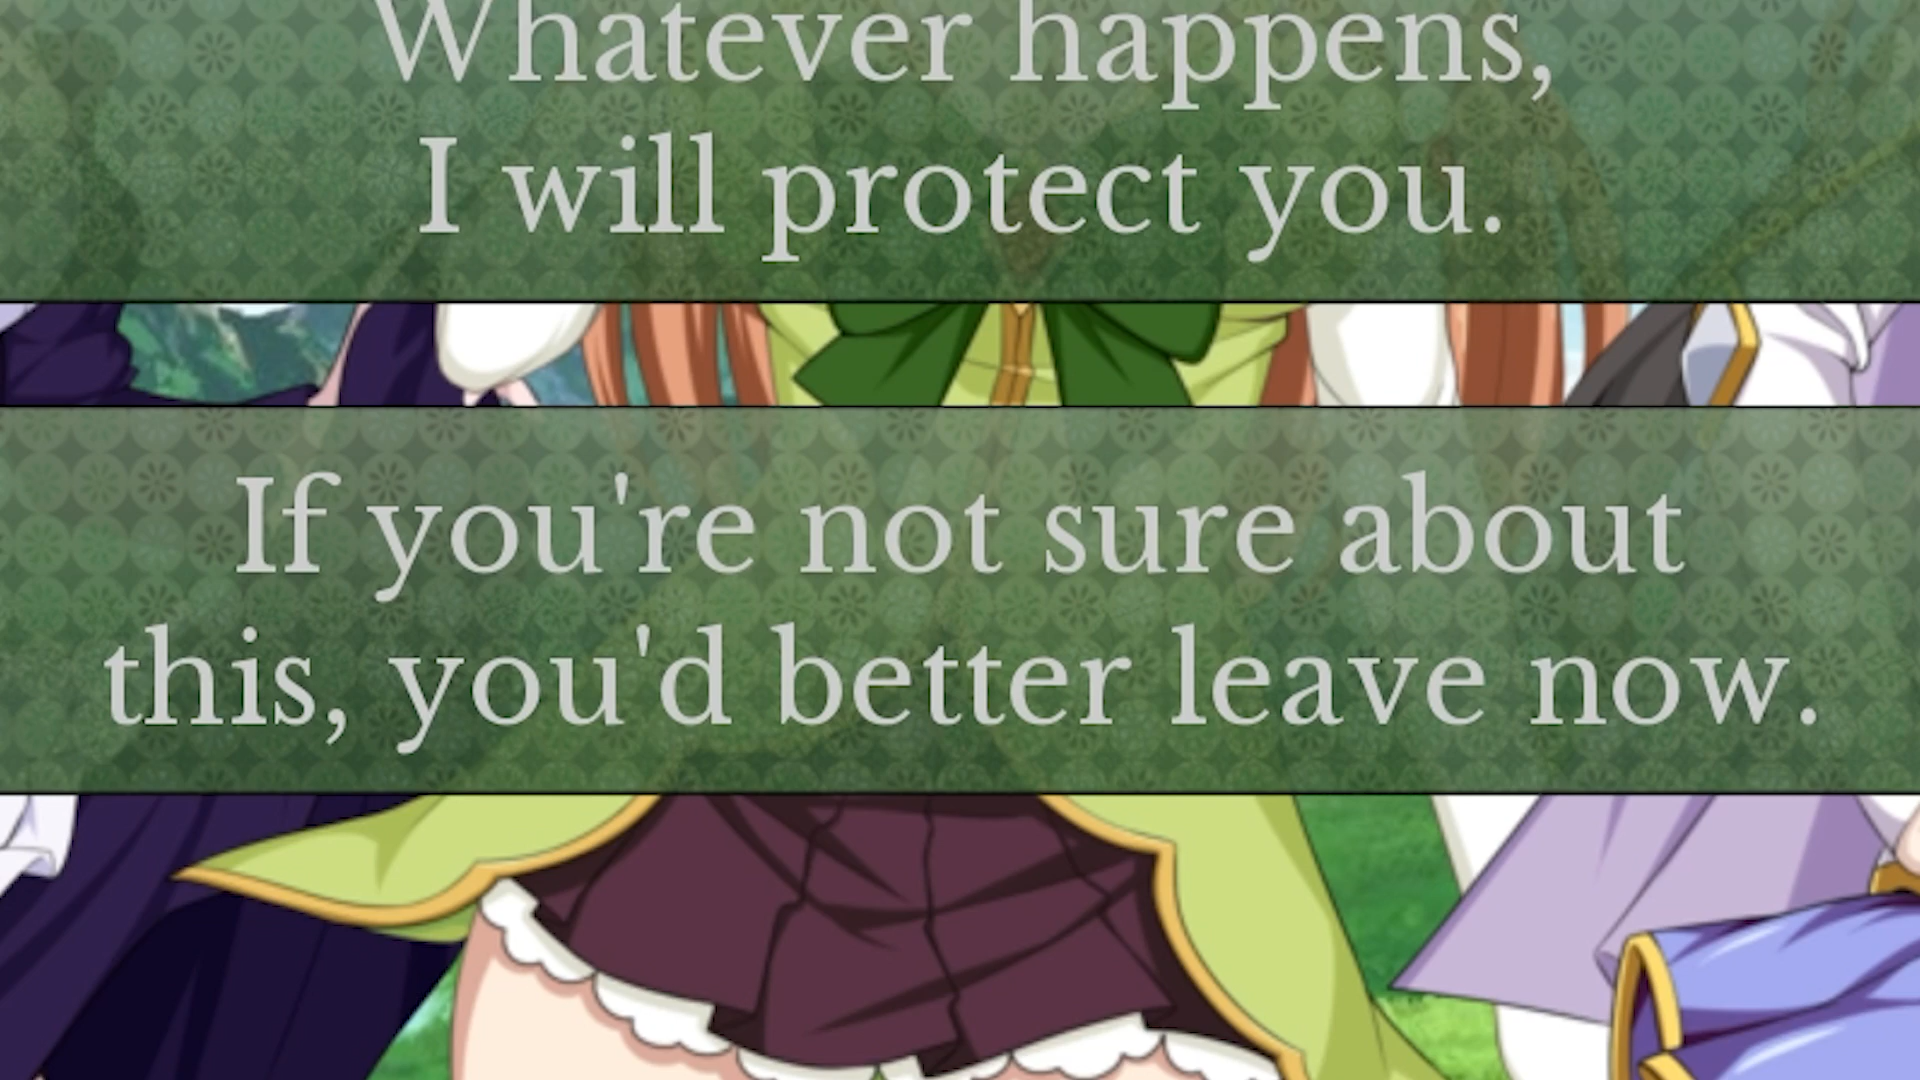 Whatever happens,
I will protect you.
If you're not sure about
this, you'd better leave now.